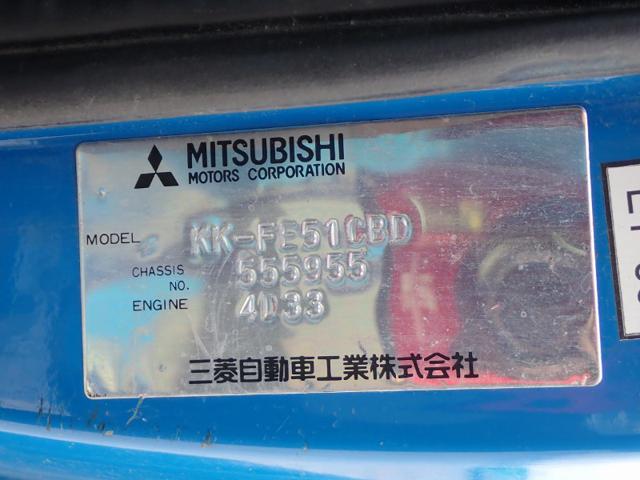 MITSUBISHI
MOTORS CORPORATION
MODEL KK-FE51CBD
CHASSIS NO. 555955
ENGINE 4D33
三菱自動車工業株式会社